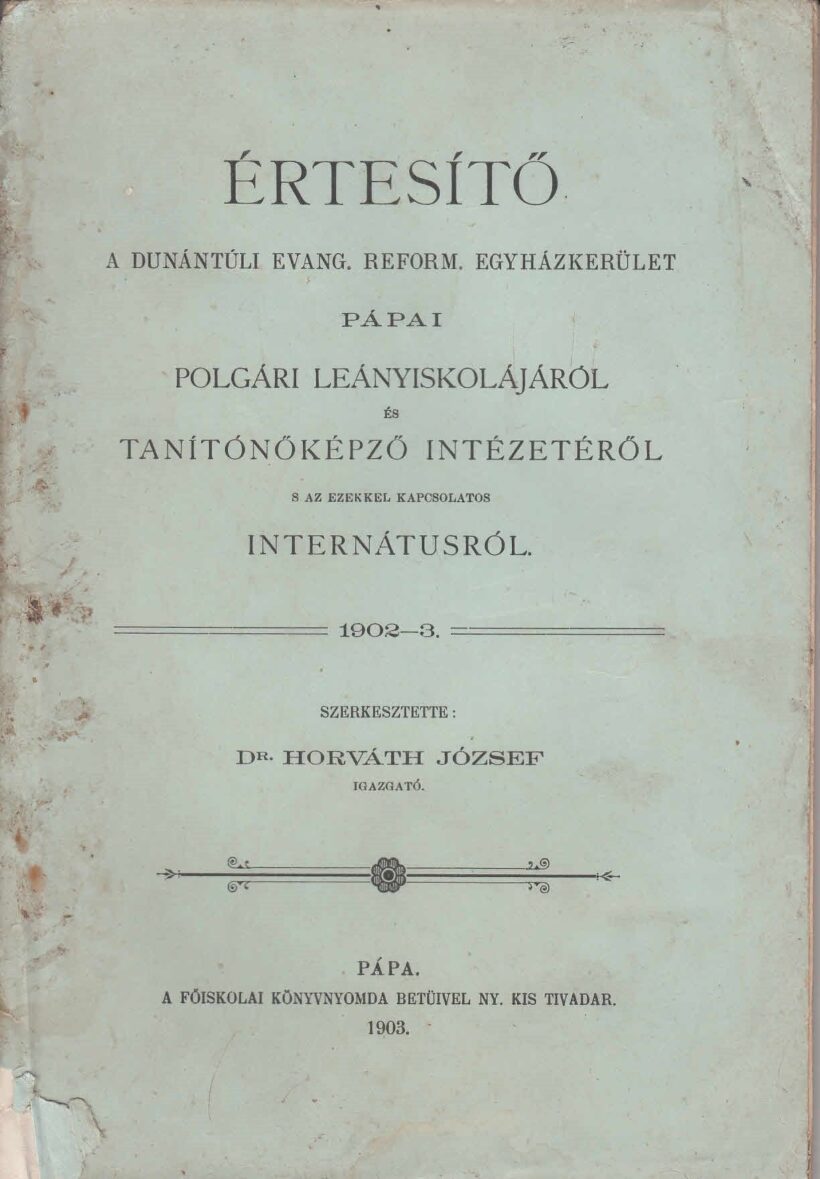 ÉRTESÍTŐ
A DUNÁNTÚLI EVANG. REFORM. EGYHÁZKERÜLET
PÁPAI
POLGÁRI LEÁNYISKOLÁJÁRÓL
ÉS
TANÍTÓNŐKÉPZŐ INTÉZETÉRŐL
S AZ EZEKKEL KAPCSOLATOS
INTERNÁTUSRÓL.
1902—3.
SZERKESZTETTE:
DR. HORVÁTH JÓZSEF
IGAZGATÓ.
PÁPA.
A FŐISKOLAI KÖNYVNYOMDA BETÜIVEL NY. KIS TIVADAR.
1903.